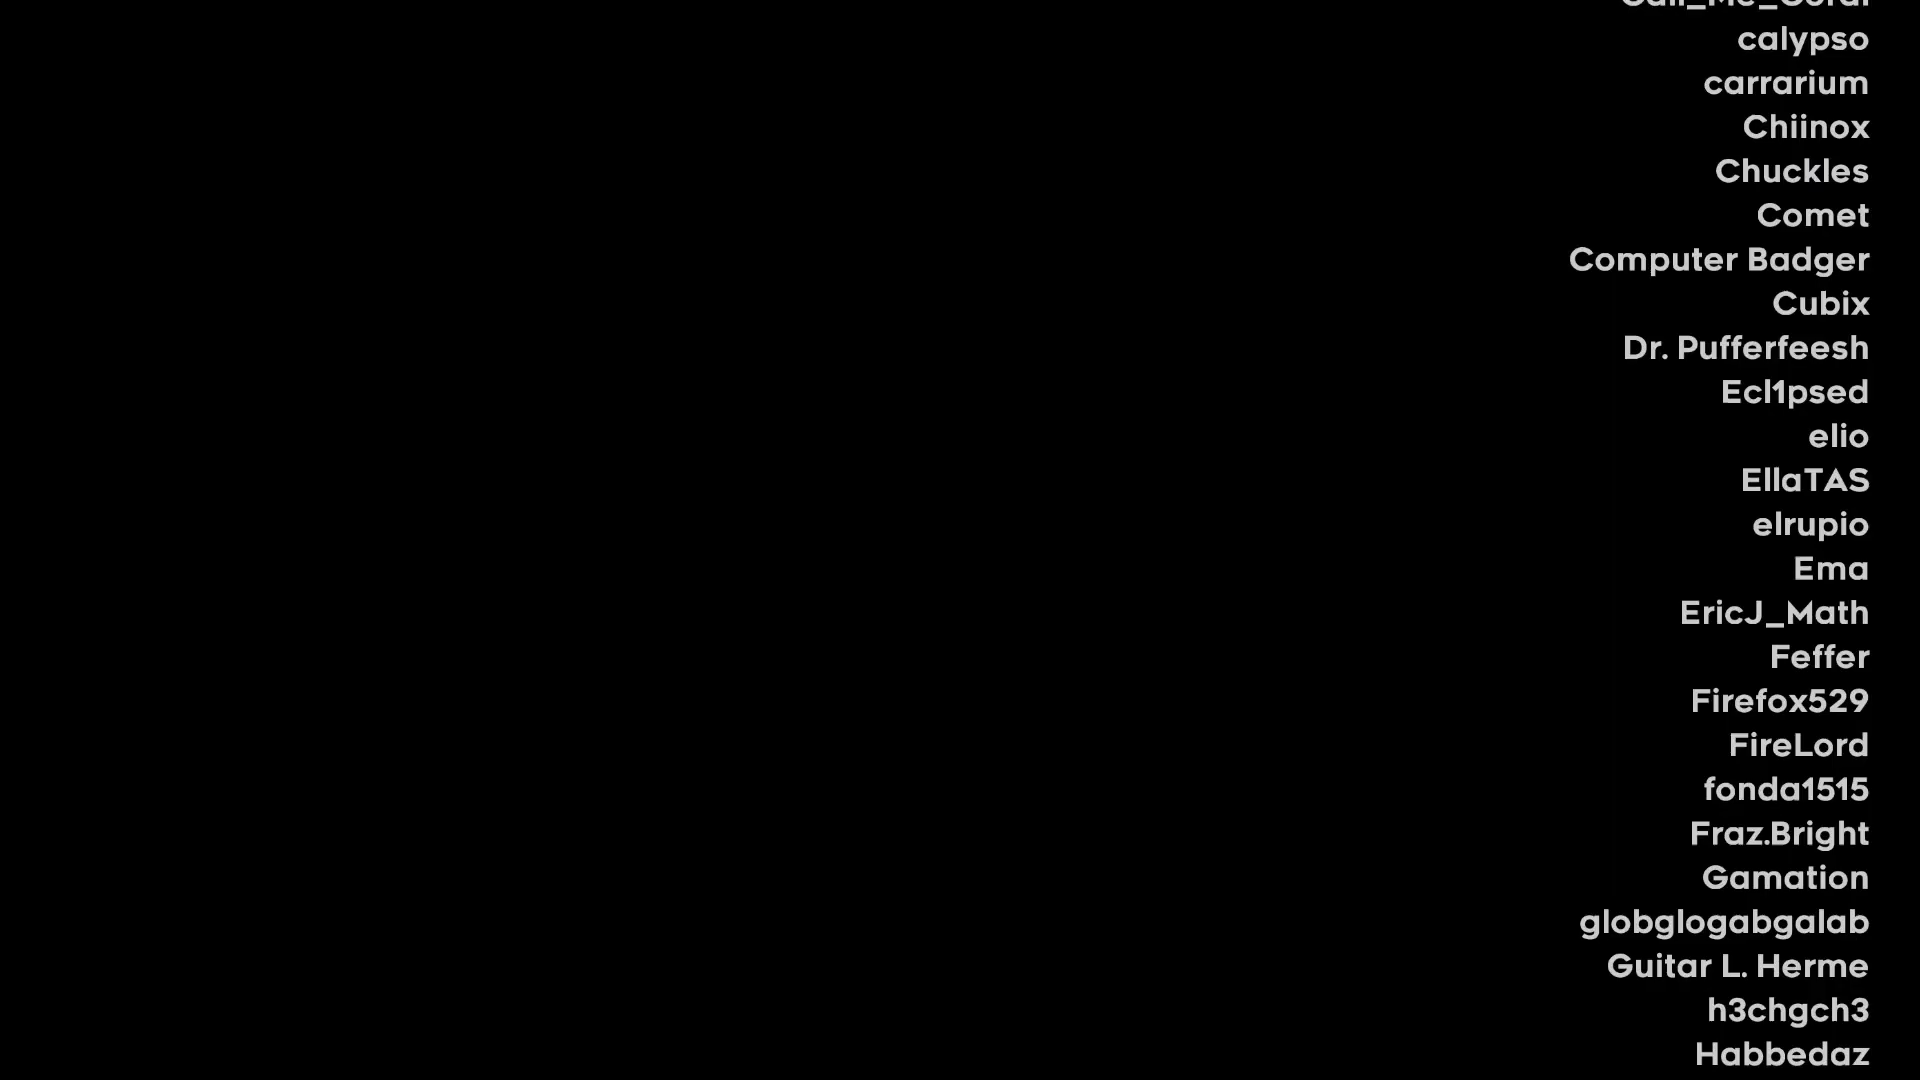 calypso
carrarium
Chiinox
Chuckles
Comet
Computer Badger
Cubix
Dr. Pufferfeesh
Ecl1psed
elio
EllaTAS
elrupio
Ema
EricJ_Math
Feffer
Firefox529
FireLord
fonda1515
Fraz.Bright
Gamation
globglogabgalab
Guitar L. Herme
h3chgch3
Habbedaz